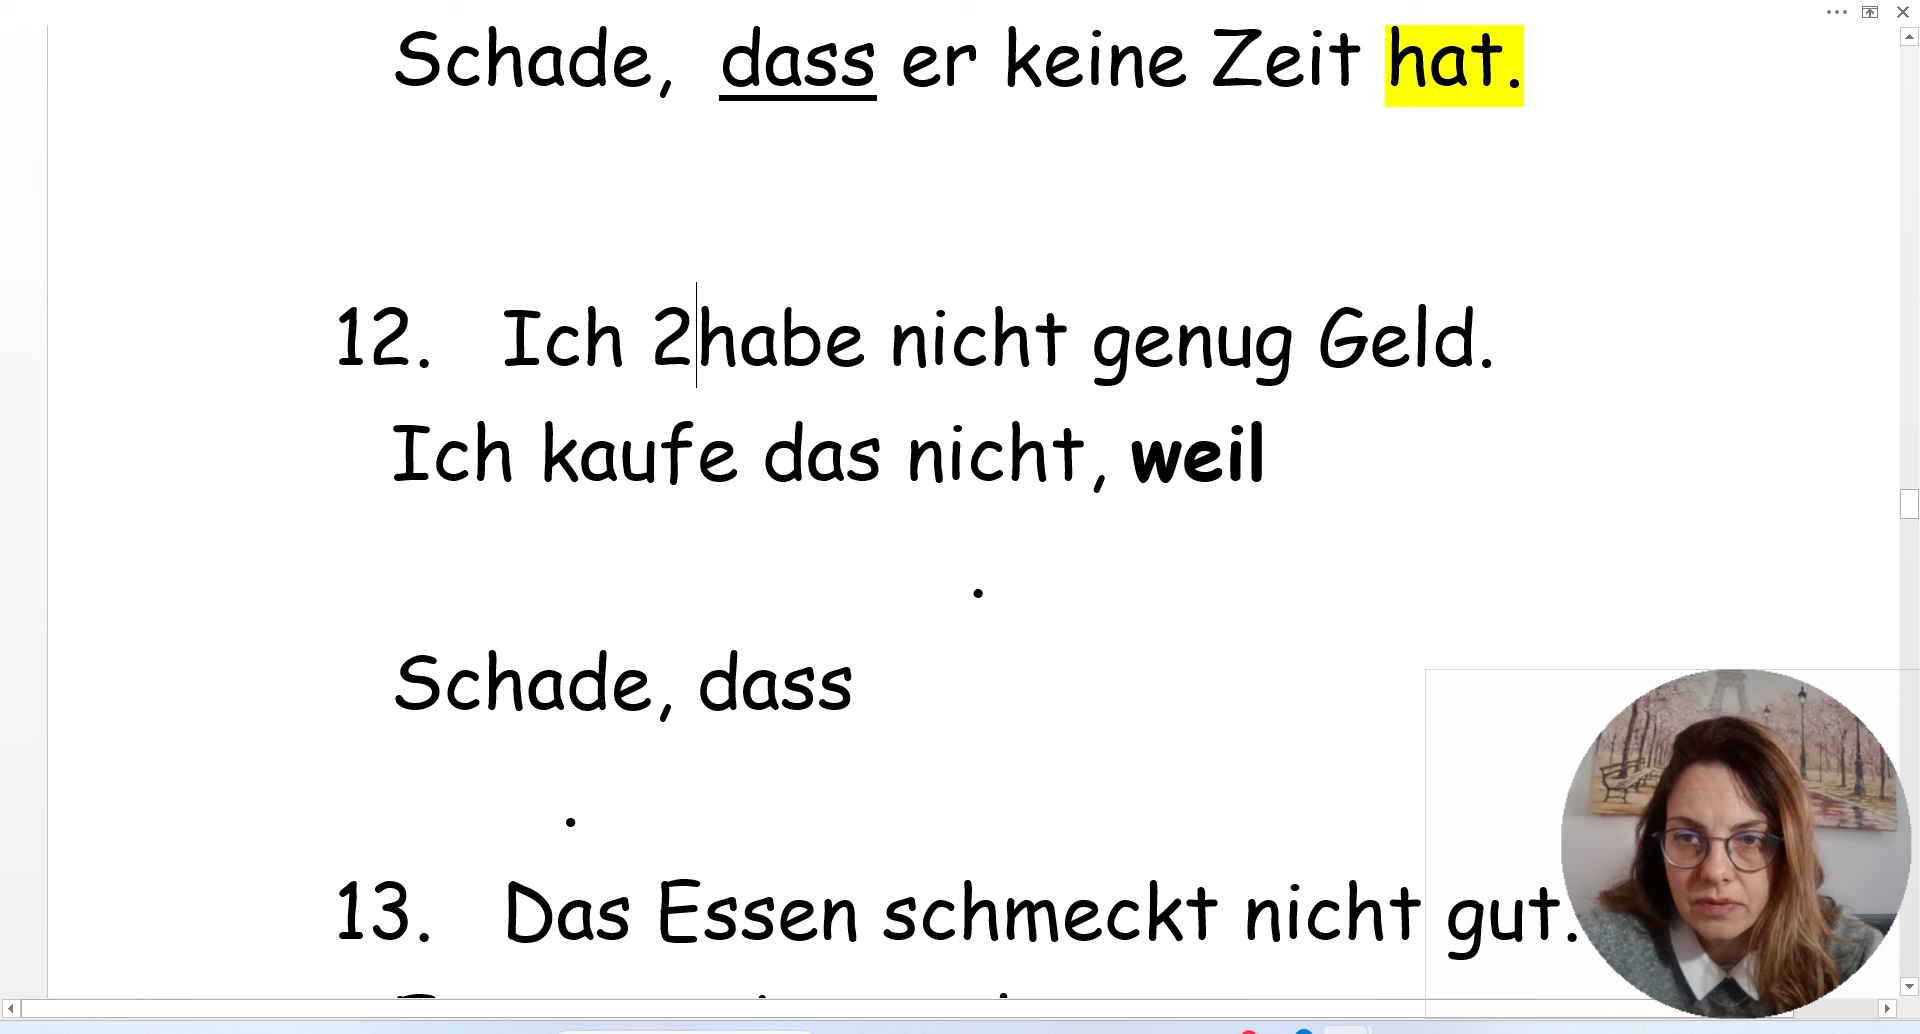 Schade, dass er keine Zeit hat.
12. Ich 2habe nicht genug Geld.
Ich kaufe das nicht, weil
.
Schade, dass
.
13. Das Essen schmeckt nicht gut.